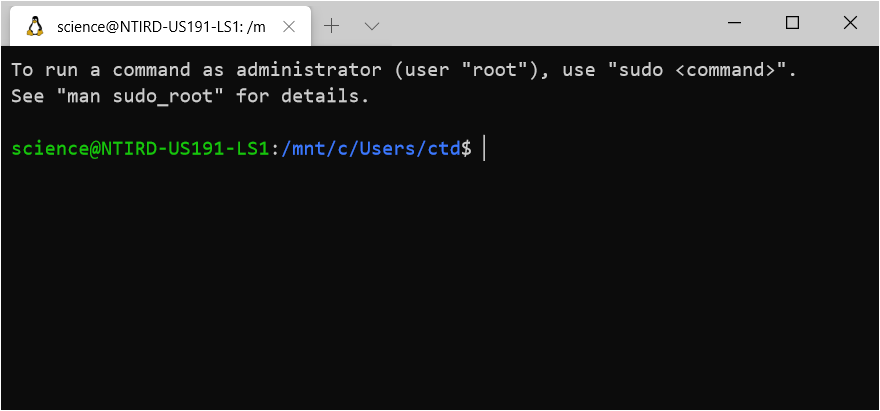 science@NTIRD-US191-LS1: /m
To run a command as administrator (user "root"), use "sudo <command>".
See "man sudo_root" for details.
science@NTIRD-US191-LS1:/mnt/c/Users/ctd$